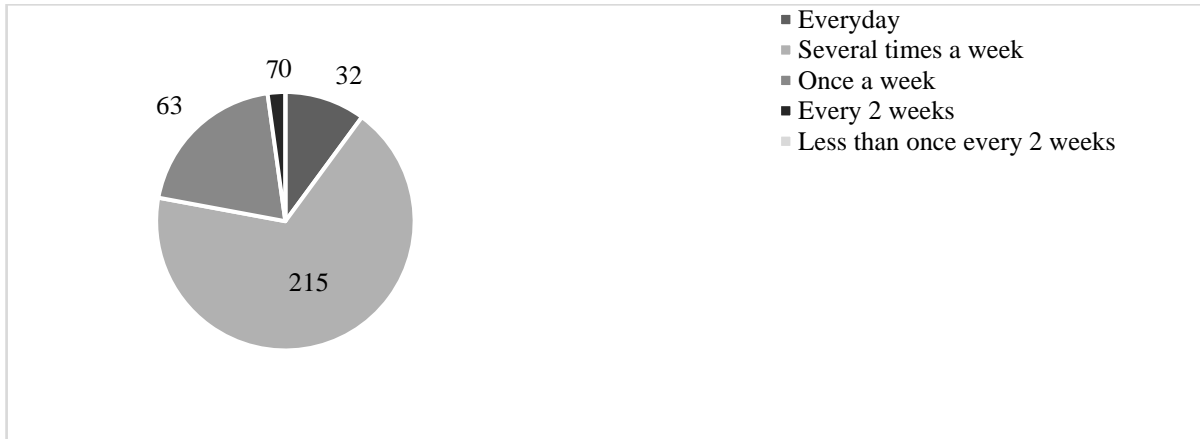 Everyday
Several times a week
Once a week
Every 2 weeks
Less than once every 2 weeks
70
32
63
215